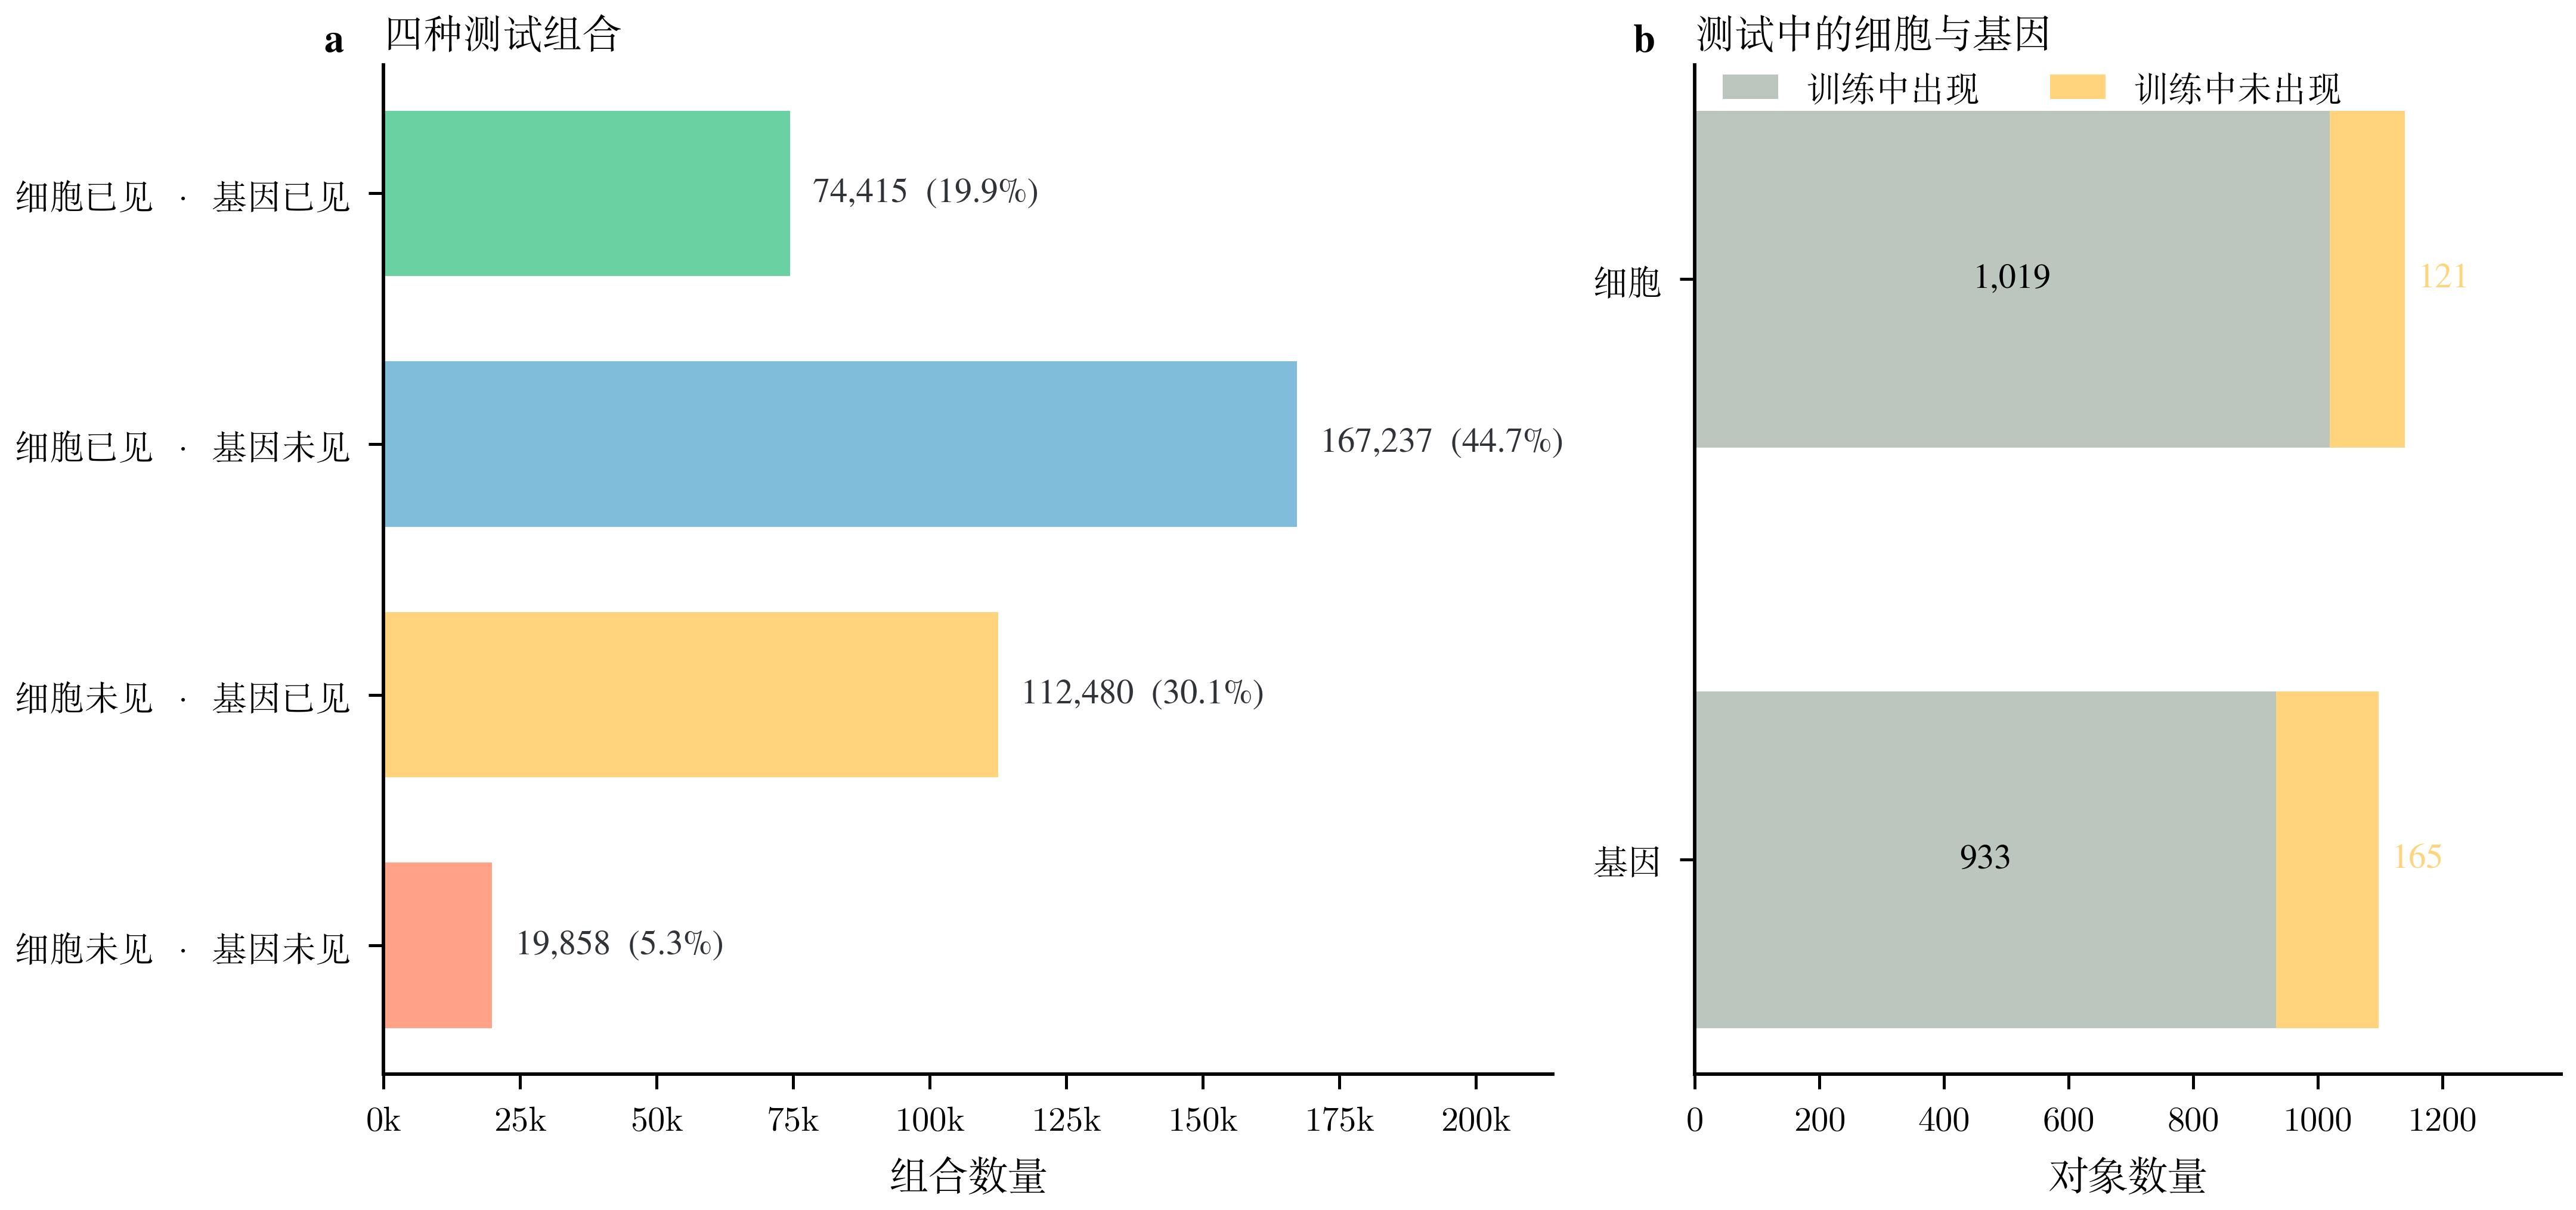 a 四种测试组合
细胞已见 · 基因已见
74,415 (19.9%)
细胞已见 · 基因未见
167,237 (44.7%)
细胞未见 · 基因已见
112,480 (30.1%)
细胞未见 · 基因未见
19,858 (5.3%)
0k 25k 50k 75k 100k 125k 150k 175k 200k
组合数量
b 测试中的细胞与基因
训练中出现 训练中未出现
细胞 1,019 121
基因 933 165
0 200 400 600 800 1000 1200
对象数量